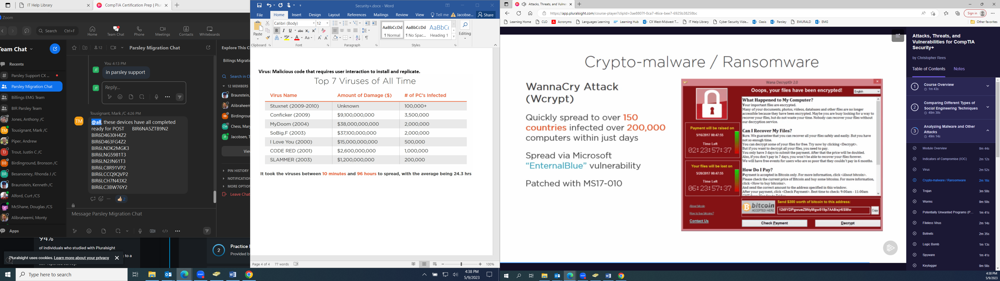 IT Help Library
CompTIA Certification Prep | Plur
Zoom
Search Ctrl+F
Home
Team Chat
Phone
Meetings
Contacts
Whiteboards
Team Chat
Recents
Parsley Support CX ...
Parsley Migration Chat
Billings EMG Team
BIR Parsley Team
Jones, Anthony /C
TM
Tousignant, Mark /C
Piper, Andrew
TJ
Trout, Justin C /C
BB
Birdinground, Bronson /C
BR
Besanceney, Rhonda J /C
Braunstein, Kenneth /C
Alford, Curt /CS
McShane, Douglas /CS
Alibraheemi, Monty
Apps
12
Parsley Migration Chat
You 4:13 PM
JT
in parsley support
JT
Reply...
Tousignant, Mark /C 4:26 PM
TM
@all, these devices have all completed
ready for POST BIR6NA5ZTB9N2
BIR6D4630H4Z2
BIR6D463FG4Z2
BIR6LNDK2MGK3
BIR6LNG5981T3
BIR6LN2JN61T3
BIR6LC8R91VP2
BIR6LCCQ9QVP2
BIR6LCH7N43X2
BIR6LC3BW76Y2
2
Message Parsley Migration Chat
Explore This C
Billings Migrati
Search in C
12 MEMBERS
Braunstein,
Alibraheem
BB
Birdingrour
CM
Chess, Mary
JT
Jacobsen, T
View
PIN HISTORY
NOTIFICATION
MORE OPTION
Leave Chat
94%
of individuals who studied with Pluralsight
to a
Pluralsight uses cookies. Learn more about your privacy
2
Practice
Provided b
Type here to search
Security+.docx - Word
File
Home
Insert
Design
Layout
References
Mailings
Review
View
Tell me
Jacobse...
Share
Paste
Calibri (Body)
12
Clipboard
Font
Paragraph
AaBbCcDd
AaBbCcDd
AaBbCc
¶ Normal
¶ No Spac...
Heading 1
Styles
Editing
Virus: Malicious code that requires user interaction to install and replicate.
Top 7 Viruses of All Time
Virus Name Amount of Damage ($) # of PC's Infected
Stuxnet (2009-2010) Unknown 100,000+
Conficker (2009) $9,100,000,000 3,500,000
MyDoom (2004) $38,000,000,000 2,000,000
SoBig.F (2003) $37,100,000,000 2,000,000
I Love You (2000) $15,000,000,000 500,000
CODE RED (2001) $2,600,000,000 1,000,000
SLAMMER (2003) $1,200,000,000 200,000
It took the viruses between 10 minutes and 96 hours to spread, with the average being 24.3 hrs
Page 4 of 4
77 words
100%
4:38 PM
5/9/2023
Attacks, Threats, and Vulne
https://app.pluralsight.com/course-player?clipId=3ae8807f-0ca7-46ce-bee7-6925b38258bc
Sign in
Learning Home
CLO
Acronyms
Languages Learning
Learning Hub
CX West-Midwest T...
IT Help Library
Cyber Security Vide...
Oasis
Parsley
EMURALD
EMG
Other favorites
Crypto-malware / Ransomware
WannaCry Attack
(Wcrypt)
Quickly spread to over 150
countries infected over 200,000
computers within just days
Spread via Microsoft
“EnternalBlue” vulnerability
Patched with MS17-010
Wana Decrypt0r 2.0
Ooops, your files have been encrypted!
English
Payment will be raised on
5/16/2017 00:47:55
Time Left
02:23:57:37
Your files will be lost on
5/20/2017 00:47:55
Time Left
06:23:57:37
About bitcoin
How to buy bitcoins?
Contact Us
What Happened to My Computer?
Your important files are encrypted.
Many of your documents, photos, videos, databases and other files are no longer
accessible because they have been encrypted. Maybe you are busy looking for a way to
recover your files, but do not waste your time. Nobody can recover your files without
our decryption service.
Can I Recover My Files?
Sure. We guarantee that you can recover all your files safely and easily. But you have
not so enough time.
You can decrypt some of your files for free. Try now by clicking <Decrypt>.
But if you want to decrypt all your files, you need to pay.
You only have 3 days to submit the payment. After that the price will be doubled.
Also, if you don't pay in 7 days, you won't be able to recover your files forever.
We will have free events for users who are so poor that they couldn't pay in 6 months.
How Do I Pay?
Payment is accepted in Bitcoin only. For more information, click <About bitcoin>.
Please check the current price of Bitcoin and buy some bitcoins. For more information,
click <How to buy bitcoins>.
And send the correct amount to the address specified in this window.
After your payment, click <Check Payment>. Best time to check: 9:00am - 11:00am
bitcoin
ACCEPTED HERE
Send $300 worth of bitcoin to this address:
12t9YDPgwueZ9NyMgw519p7AA8isjr6SMw
Copy
Check Payment
Decrypt
Attacks, Threats, and
Vulnerabilities for CompTIA
Security+
by Christopher Rees
Table of Contents
Notes
1
Course Overview
1m 43s
2
Comparing Different Types of
Social Engineering Techniques
48m 30s
3
Analyzing Malware and Other
Attacks
49m 14s
Module Overview 0m 44s
Indicators of Compromise (IOC) 2m 12s
Virus 2m 52s
Crypto-malware / Ransomware 2m 16s
Trojan 3m 50s
Worms 0m 50s
Potentially Unwanted Programs (P... 1m 41s
Fileless Virus 2m 14s
Botnets 2m 35s
Logic Bomb 1m 13s
Spyware 1m 41s
Keylogger 0m 58s
4:38 PM
5/9/2023